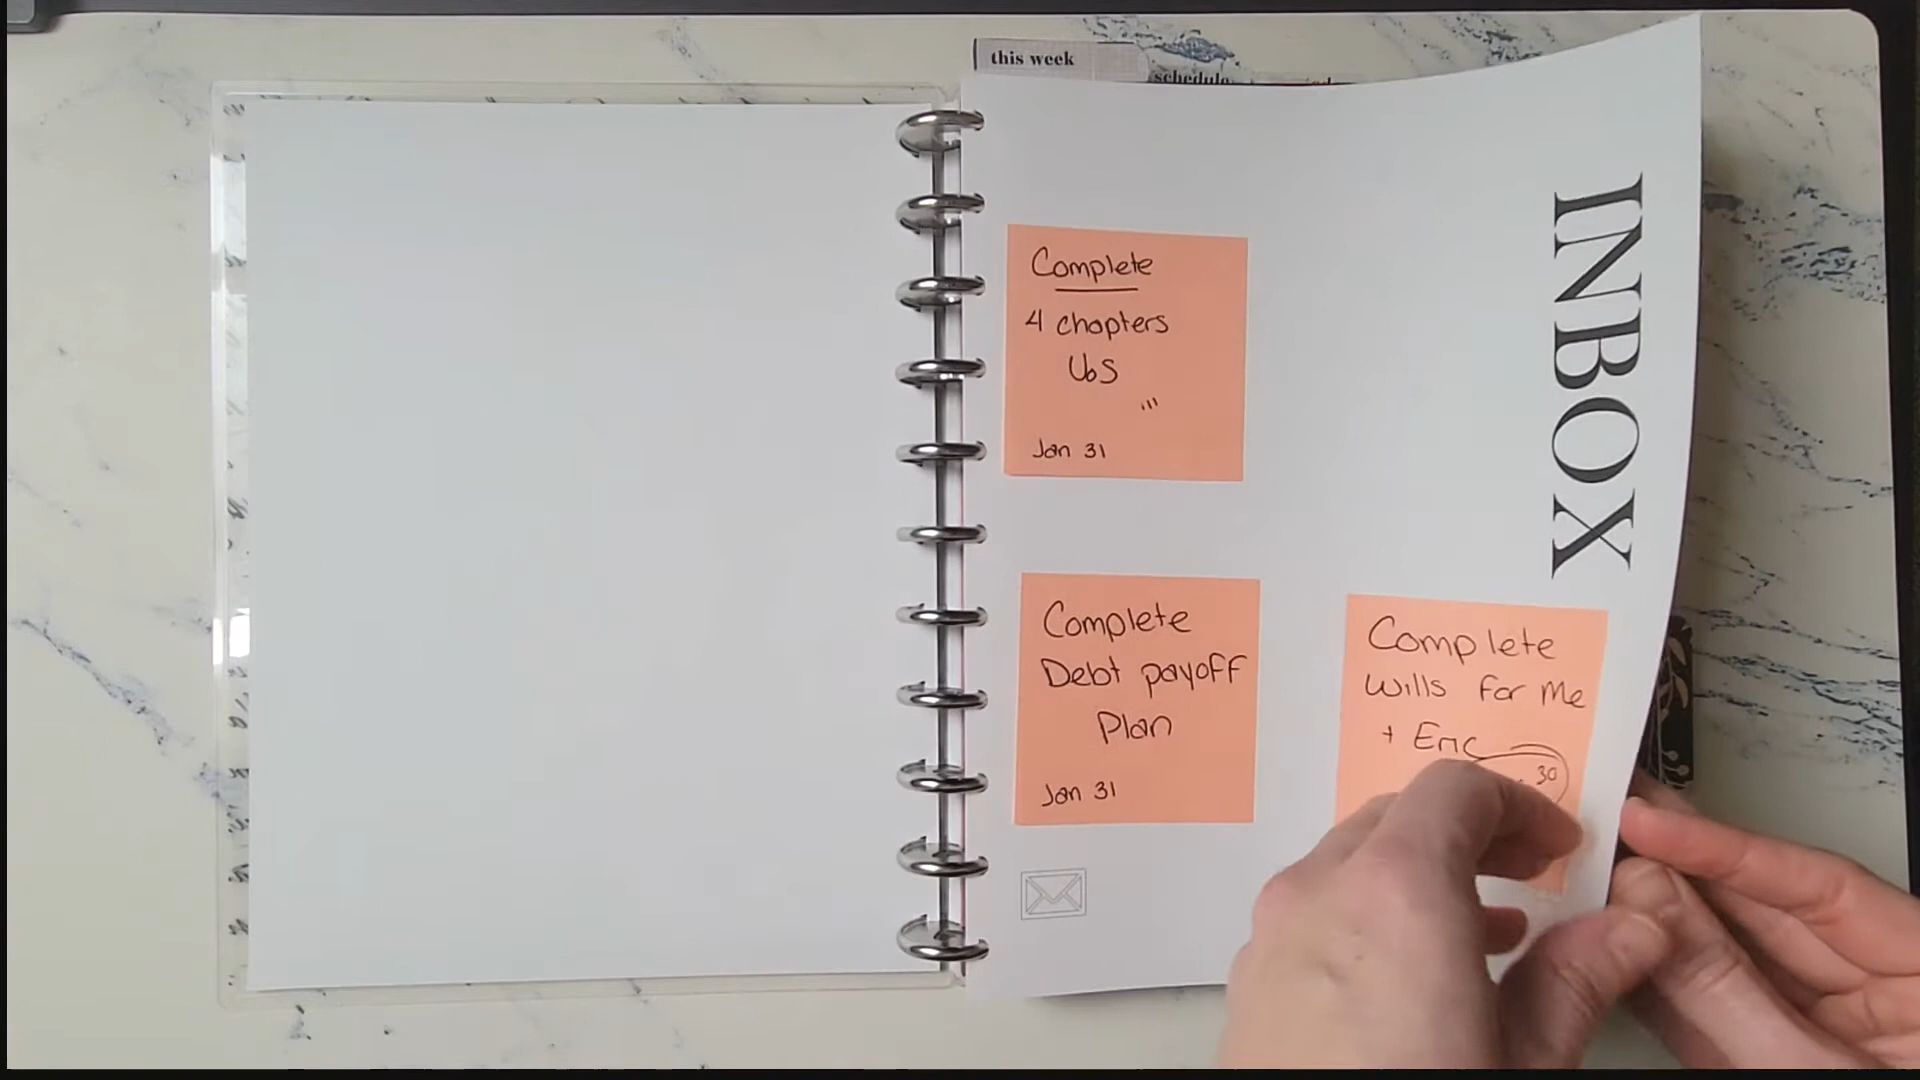 this week
schedule
INBOX
Complete
4 chapters
UoS
Jan 31
Complete
Debt payoff
Plan
Jan 31
Complete
Wills for me
+ Eric
30